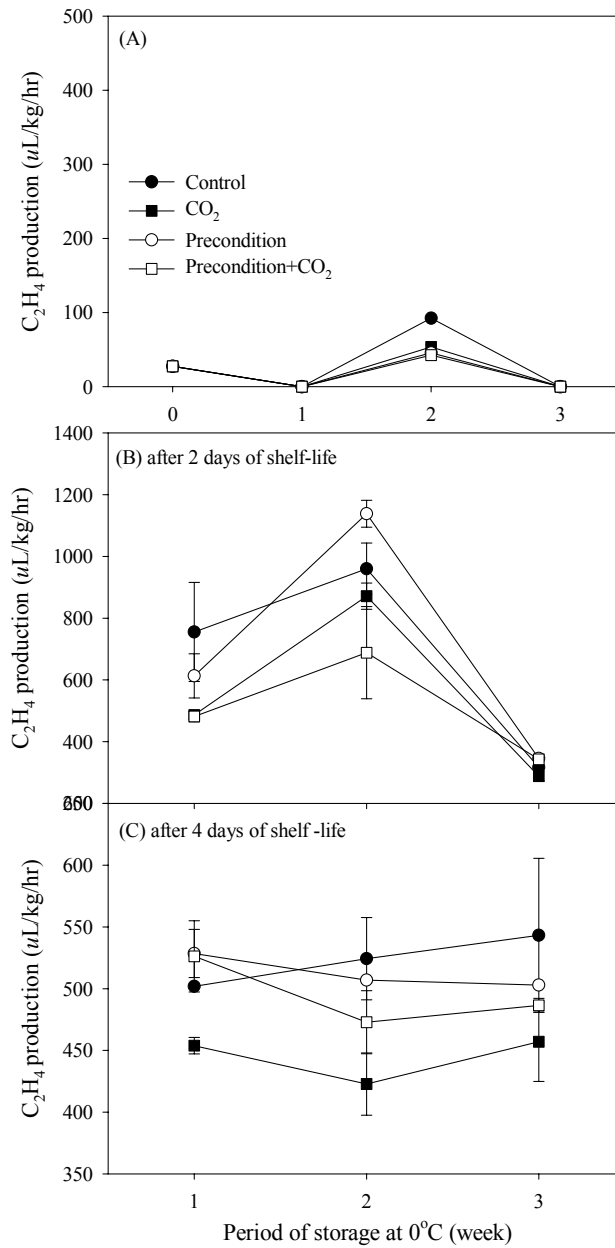 500
(A)
400
300
200
100
0
C₂H₄ production (uL/kg/hr)
Control
CO₂
Precondition
Precondition+CO₂
0 1 2 3
1400
(B) after 2 days of shelf-life
1200
1000
800
600
400
C₂H₄ production (uL/kg/hr)
(C) after 4 days of shelf -life
600
550
500
450
400
350
C₂H₄ production (uL/kg/hr)
1 2 3
Period of storage at 0°C (week)